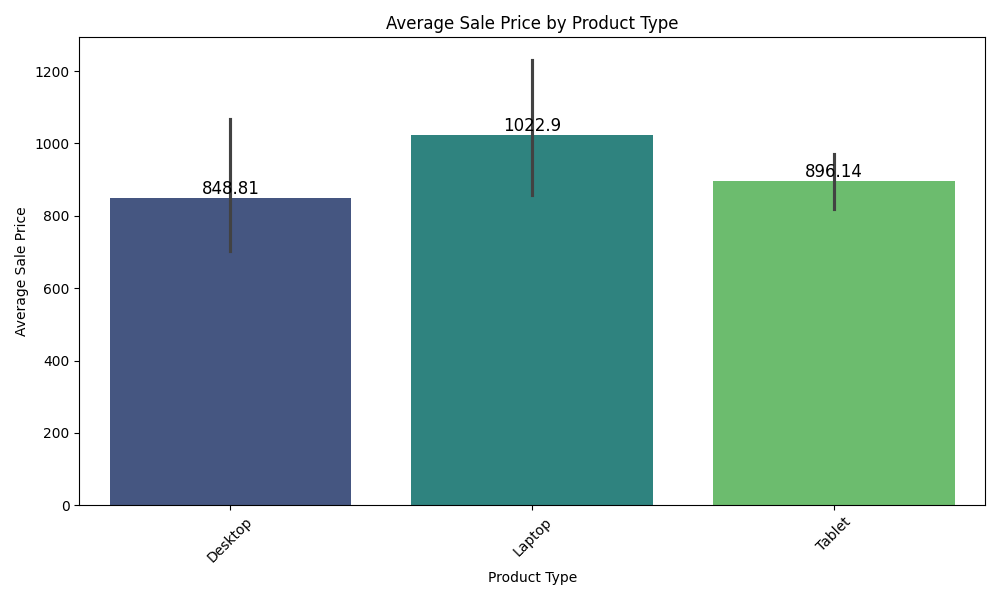 Average Sale Price by Product Type
Average Sale Price
1200
1000
800
600
400
200
0
848.81
1022.9
896.14
Desktop
Laptop
Tablet
Product Type